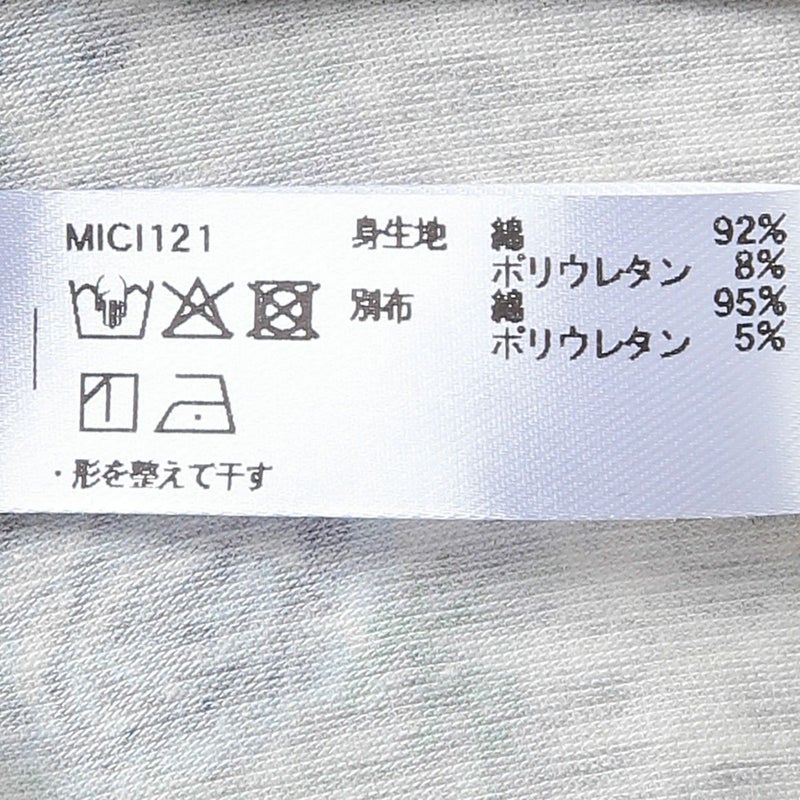 MICI121
身生地 綿 92%
ポリウレタン 8%
別布 綿 95%
ポリウレタン 5%
・形を整えて干す